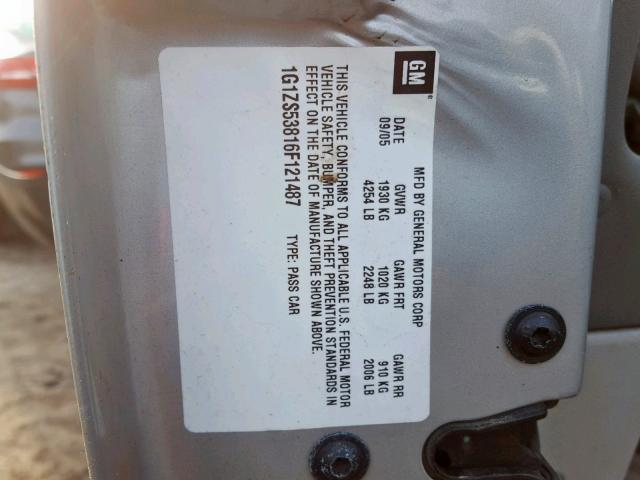 GM
®
MFD BY GENERAL MOTORS CORP
DATE GVWR GAWR FRT GAWR RR
09/05 1930 KG 1020 KG 910 KG
4254 LB 2248 LB 2006 LB
THIS VEHICLE CONFORMS TO ALL APPLICABLE U.S. FEDERAL MOTOR
VEHICLE SAFETY, BUMPER, AND THEFT PREVENTION STANDARDS IN
EFFECT ON THE DATE OF MANUFACTURE SHOWN ABOVE.
1G1ZS53816F121487 TYPE: PASS CAR